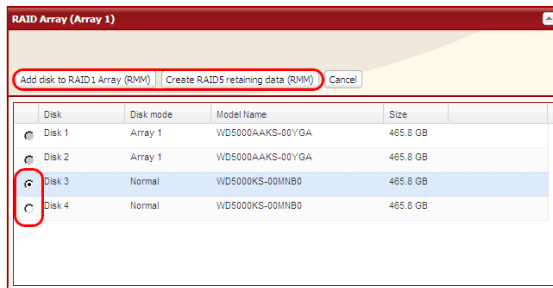 RAID Array (Array 1)
Add disk to RAID1 Array (RMM) Create RAID5 retaining data (RMM) Cancel
Disk Disk mode Model Name Size
Disk 1 Array 1 WD5000AAKS-00YGA 465.8 GB
Disk 2 Array 1 WD5000AAKS-00YGA 465.8 GB
Disk 3 Normal WD5000KS-00MNB0 465.8 GB
Disk 4 Normal WD5000KS-00MNB0 465.8 GB